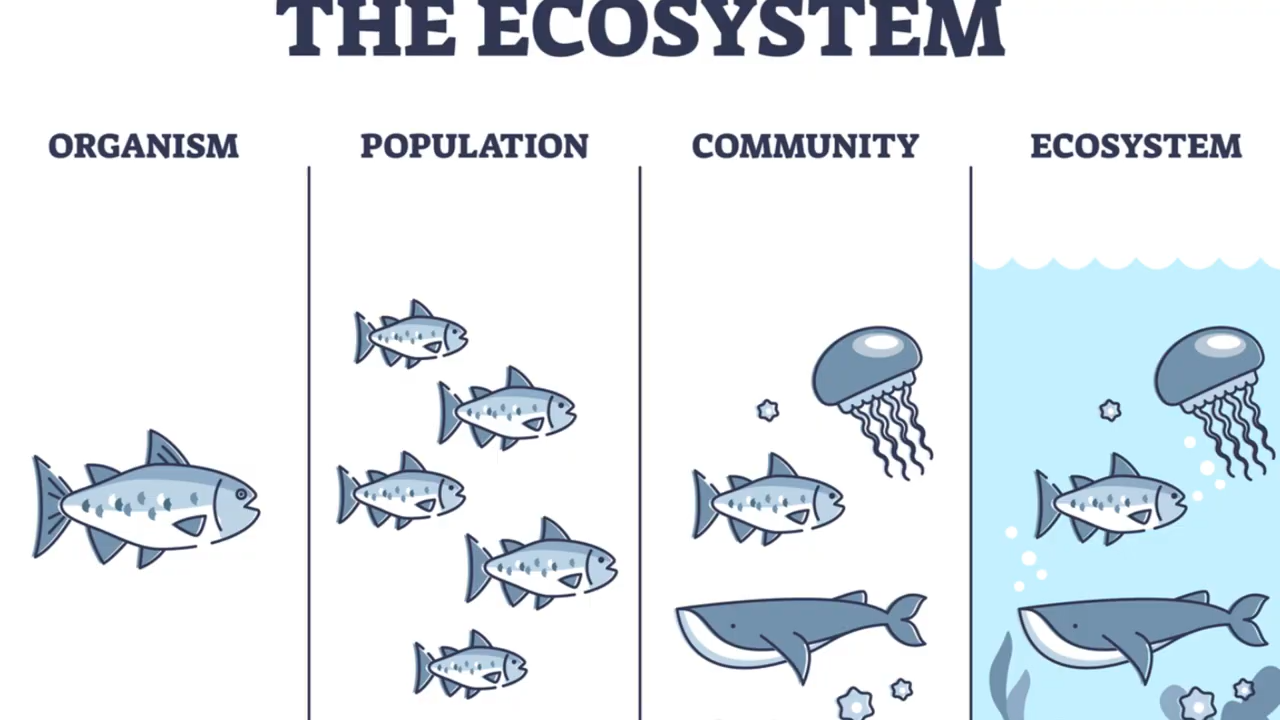 THE ECOSYSTEM
ORGANISM
POPULATION
COMMUNITY
ECOSYSTEM